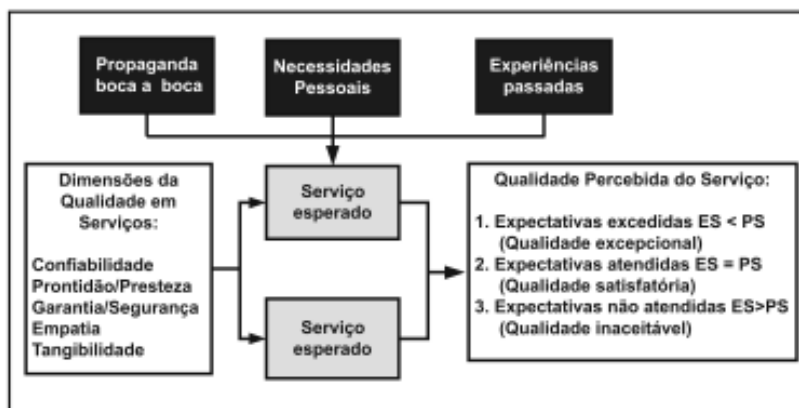 Propaganda
boca a boca
Necessidades
Pessoais
Experiências
passadas
Dimensões da
Qualidade em
Serviços:
Confiabilidade
Prontidão/Presteza
Garantia/Segurança
Empatia
Tangibilidade
Serviço
esperado
Serviço
esperado
Qualidade Percebida do Serviço:
1. Expectativas excedidas ES < PS
(Qualidade excepcional)
2. Expectativas atendidas ES = PS
(Qualidade satisfatória)
3. Expectativas não atendidas ES>PS
(Qualidade inaceitável)